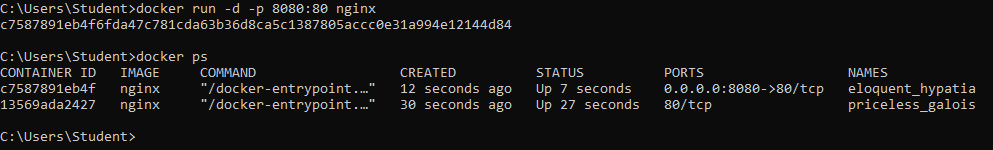 C:\Users\Student>docker run -d -p 8080:80 nginx
c7587891eb4f6fda47c781cda63b36d8ca5c1387805accc0e31a994e12144d84
C:\Users\Student>docker ps
CONTAINER ID   IMAGE     COMMAND                  CREATED          STATUS          PORTS                  NAMES
c7587891eb4f   nginx     "/docker-entrypoint.…"   12 seconds ago   Up 7 seconds    0.0.0.0:8080->80/tcp   eloquent_hypatia
13569ada2427   nginx     "/docker-entrypoint.…"   30 seconds ago   Up 27 seconds   80/tcp                 priceless_galois
C:\Users\Student>